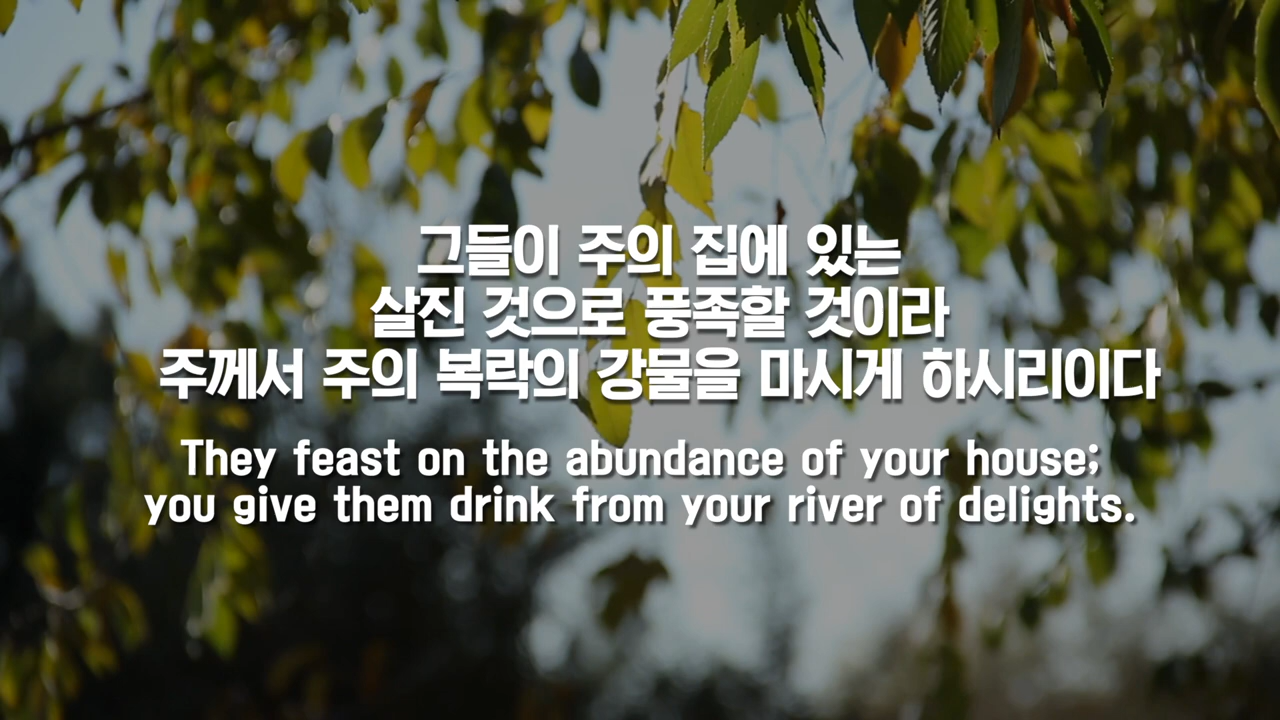 그들이 주의 집에 있는
살진 것으로 풍족할 것이라
주께서 주의 복락의 강물을 마시게 하시리이다
They feast on the abundance of your house;
you give them drink from your river of delights.